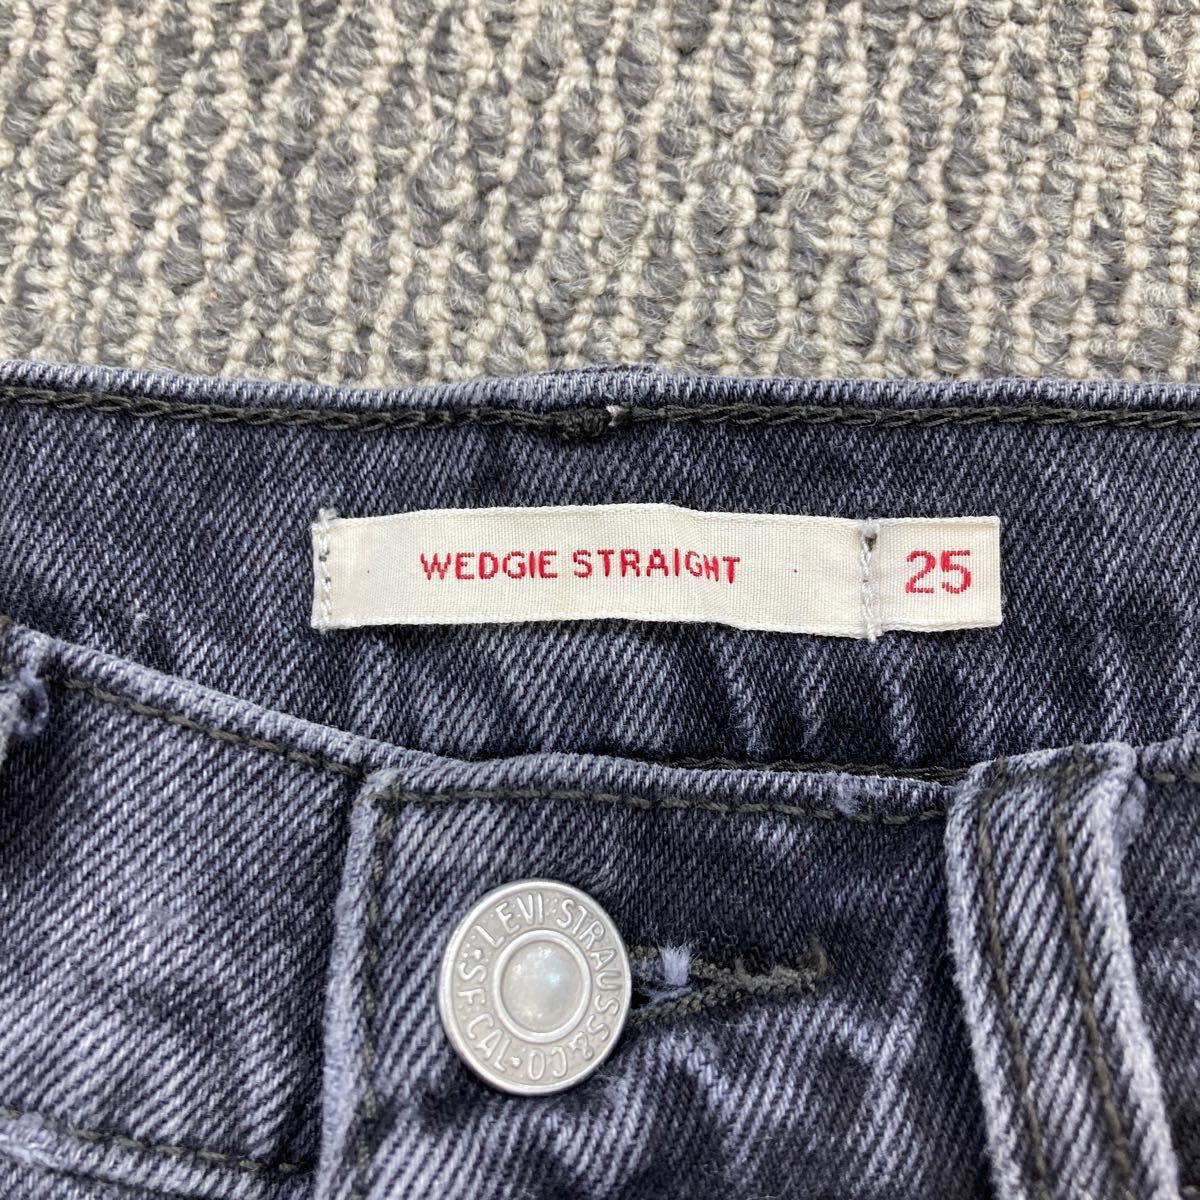 WEDGIE STRAIGHT 25
LEVI STRAUSS & CO · S.F. CAL ·